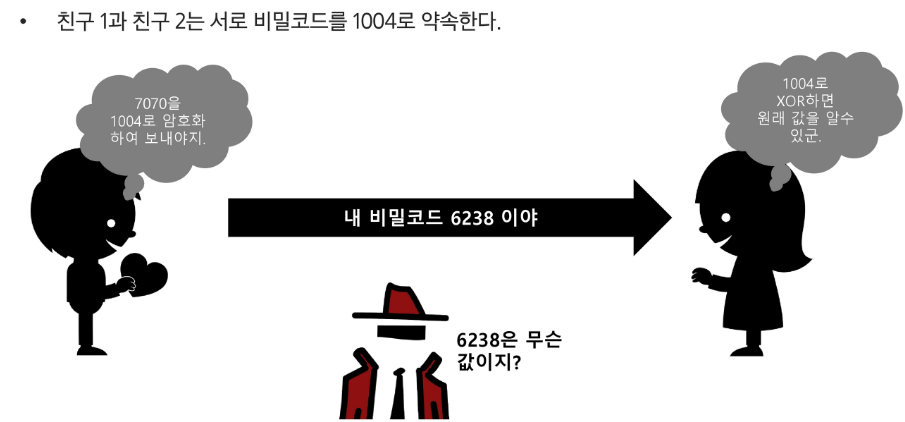 • 친구 1과 친구 2는 서로 비밀코드를 1004로 약속한다.
7070을
1004로 암호화
하여 보내야지.
1004로
XOR하면
원래 값을 알수
있군.
내 비밀코드 6238 이야
6238은 무슨
값이지?